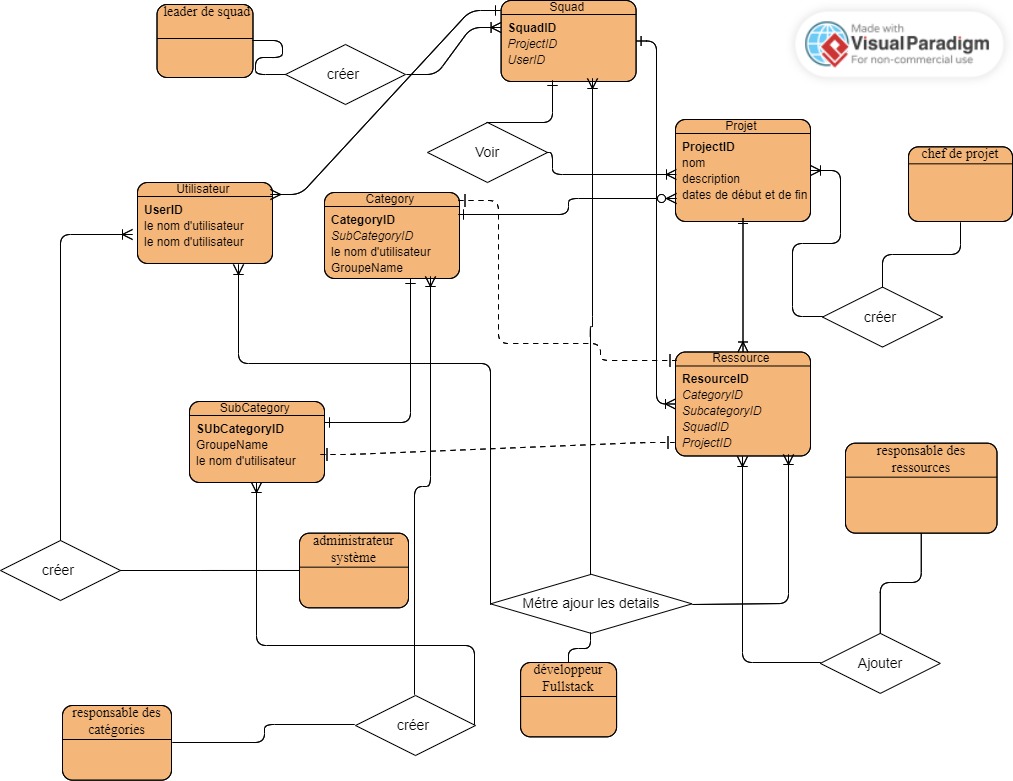 leader de squad
créer
Squad
SquadID
ProjectID
UserID
Made with
VisualParadigm
For non-commercial use
Voir
Projet
ProjectID
nom
description
dates de début et de fin
chef de projet
créer
Utilisateur
UserID
le nom d'utilisateur
le nom d'utilisateur
Category
CategoryID
SubCategoryID
le nom d'utilisateur
GroupeName
Ressource
ResourceID
CategoryID
SubcategoryID
SquadID
ProjectID
SubCategory
SUbCategoryID
GroupeName
le nom d'utilisateur
responsable des
ressources
créer
administrateur
système
Métre ajour les details
développeur
Fullstack
Ajouter
responsable des
catégories
créer